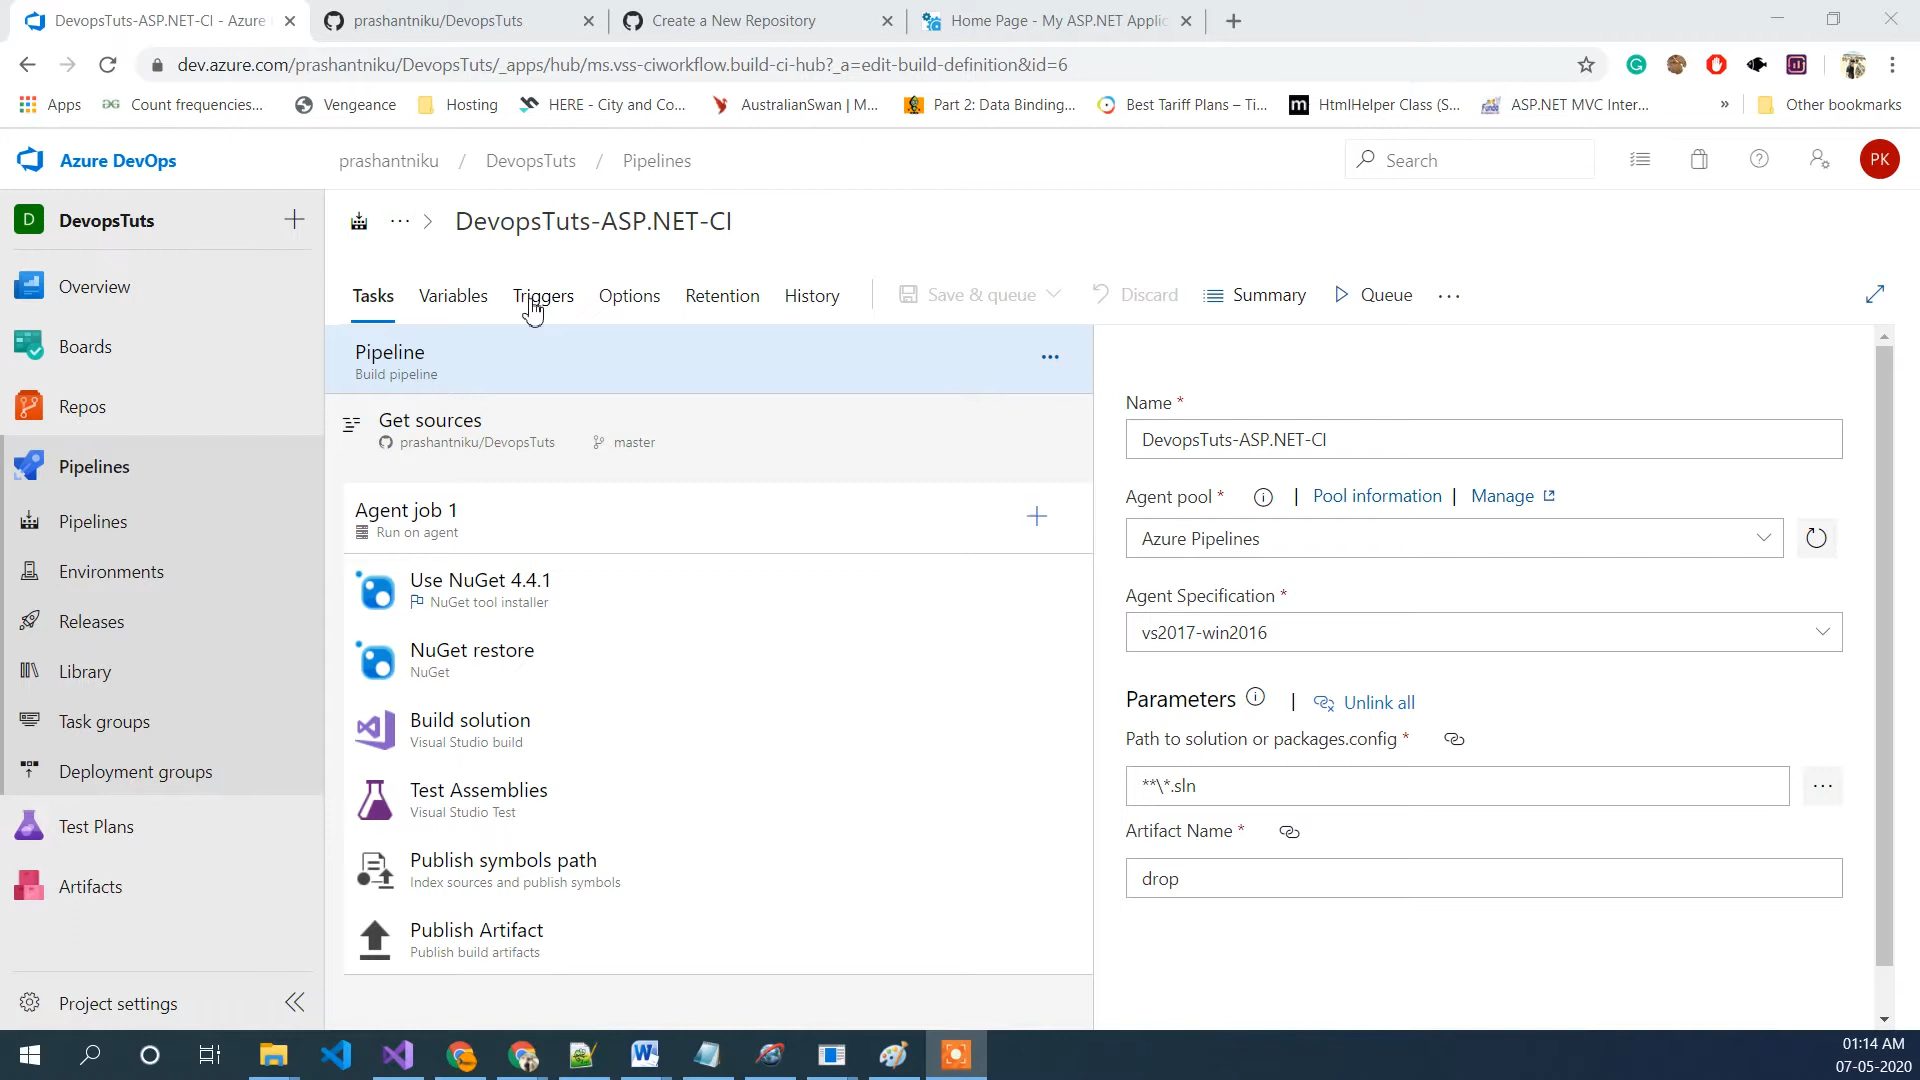 DevopsTuts-ASP.NET-CI - Azure
prashantniku/DevopsTuts
Create a New Repository
Home Page - My ASP.NET Applic
dev.azure.com/prashantniku/DevopsTuts/_apps/hub/ms.vss-ciworkflow.build-ci-hub?_a=edit-build-definition&id=6
Apps
Count frequencies...
Vengeance
Hosting
HERE - City and Co...
AustralianSwan | M...
Part 2: Data Binding...
Best Tariff Plans – Ti...
HtmlHelper Class (S...
ASP.NET MVC Inter...
»
Other bookmarks
Azure DevOps
prashantniku / DevopsTuts / Pipelines
Search
PK
D
DevopsTuts
DevopsTuts-ASP.NET-CI
Overview
Boards
Repos
Pipelines
Pipelines
Environments
Releases
Library
Task groups
Deployment groups
Test Plans
Artifacts
Project settings
Tasks
Variables
Triggers
Options
Retention
History
Save & queue
Discard
Summary
Queue
Pipeline
Build pipeline
Get sources
prashantniku/DevopsTuts
master
Agent job 1
Run on agent
Use NuGet 4.4.1
NuGet tool installer
NuGet restore
NuGet
Build solution
Visual Studio build
Test Assemblies
Visual Studio Test
Publish symbols path
Index sources and publish symbols
Publish Artifact
Publish build artifacts
Name *
DevopsTuts-ASP.NET-CI
Agent pool * | Pool information | Manage
Azure Pipelines
Agent Specification *
vs2017-win2016
Parameters | Unlink all
Path to solution or packages.config *
**\*.sln
Artifact Name *
drop
01:14 AM
07-05-2020